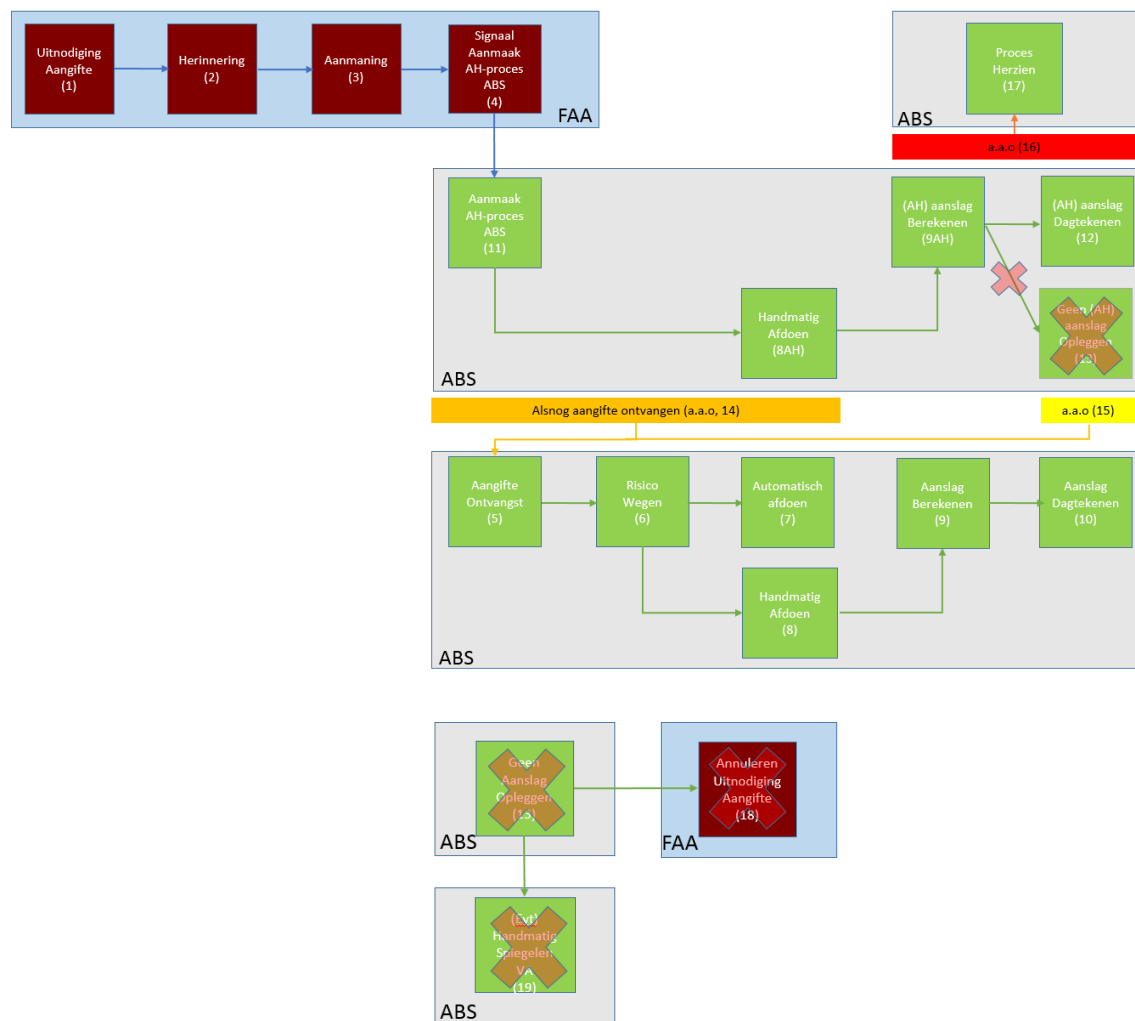 Uitnodiging
Aangifte
(1)
Herinnering
(2)
Aanmaning
(3)
Signaal
Aanmaak
AH-proces
ABS
(4)
FAA
Proces
Herzien
(17)
ABS
a.a.o (16)
Aanmaak
AH-proces
ABS
(11)
(AH) aanslag
Berekenen
(9AH)
(AH) aanslag
Dagtekenen
(12)
Handmatig
Afdoen
(8AH)
Geen (AH)
aanslag
Opleggen
(13)
ABS
Alsnog aangifte ontvangen (a.a.o, 14)
a.a.o (15)
Aangifte
Ontvangst
(5)
Risico
Wegen
(6)
Automatisch
afdoen
(7)
Aanslag
Berekenen
(9)
Aanslag
Dagtekenen
(10)
Handmatig
Afdoen
(8)
ABS
Geen
Aanslag
Opleggen
ABS
Annuleren
Uitnodiging
Aangifte
(18)
FAA
(Evt)
Handmatig
Spiegelen
VA
(19)
ABS